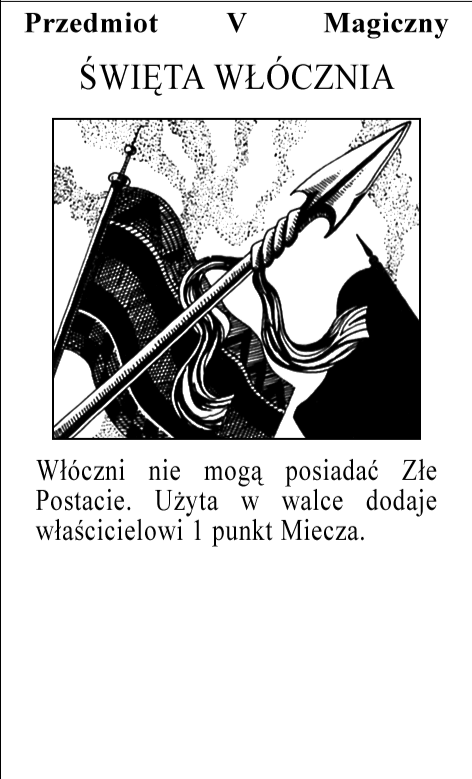 Przedmiot V Magiczny
ŚWIĘTA WŁÓCZNIA
Włóczni nie mogą posiadać Złe
Postacie. Użyta w walce dodaje
właścicielowi 1 punkt Miecza.